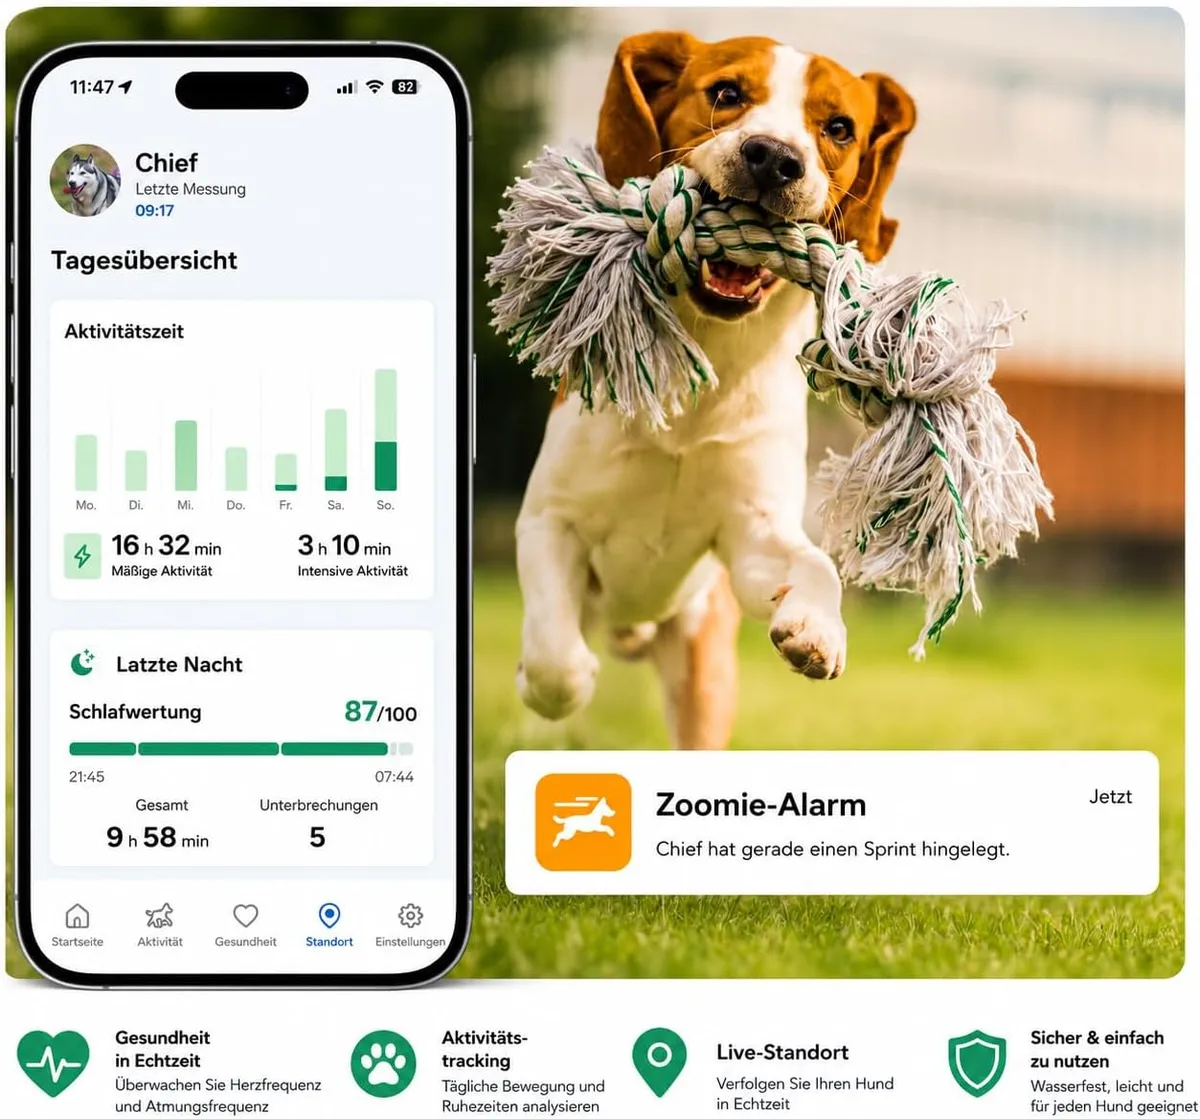 11:47
82
Chief
Letzte Messung
09:17
Tagesübersicht
Aktivitätszeit
Mo. Di. Mi. Do. Fr. Sa. So.
16 h 32 min
Mäßige Aktivität
3 h 10 min
Intensive Aktivität
Latzte Nacht
Schlafwertung 87/100
21:45 07:44
Gesamt
9 h 58 min
Unterbrechungen
5
Startseite Aktivität Gesundheit Standort Einstellungen
Zoomie-Alarm
Jetzt
Chief hat gerade einen Sprint hingelegt.
Gesundheit
in Echtzeit
Überwachen Sie Herzfrequenz
und Atmungsfrequenz
Aktivitäts-
tracking
Tägliche Bewegung und
Ruhezeiten analysieren
Live-Standort
Verfolgen Sie Ihren Hund
in Echtzeit
Sicher & einfach
zu nutzen
Wasserfest, leicht und
für jeden Hund geeignet